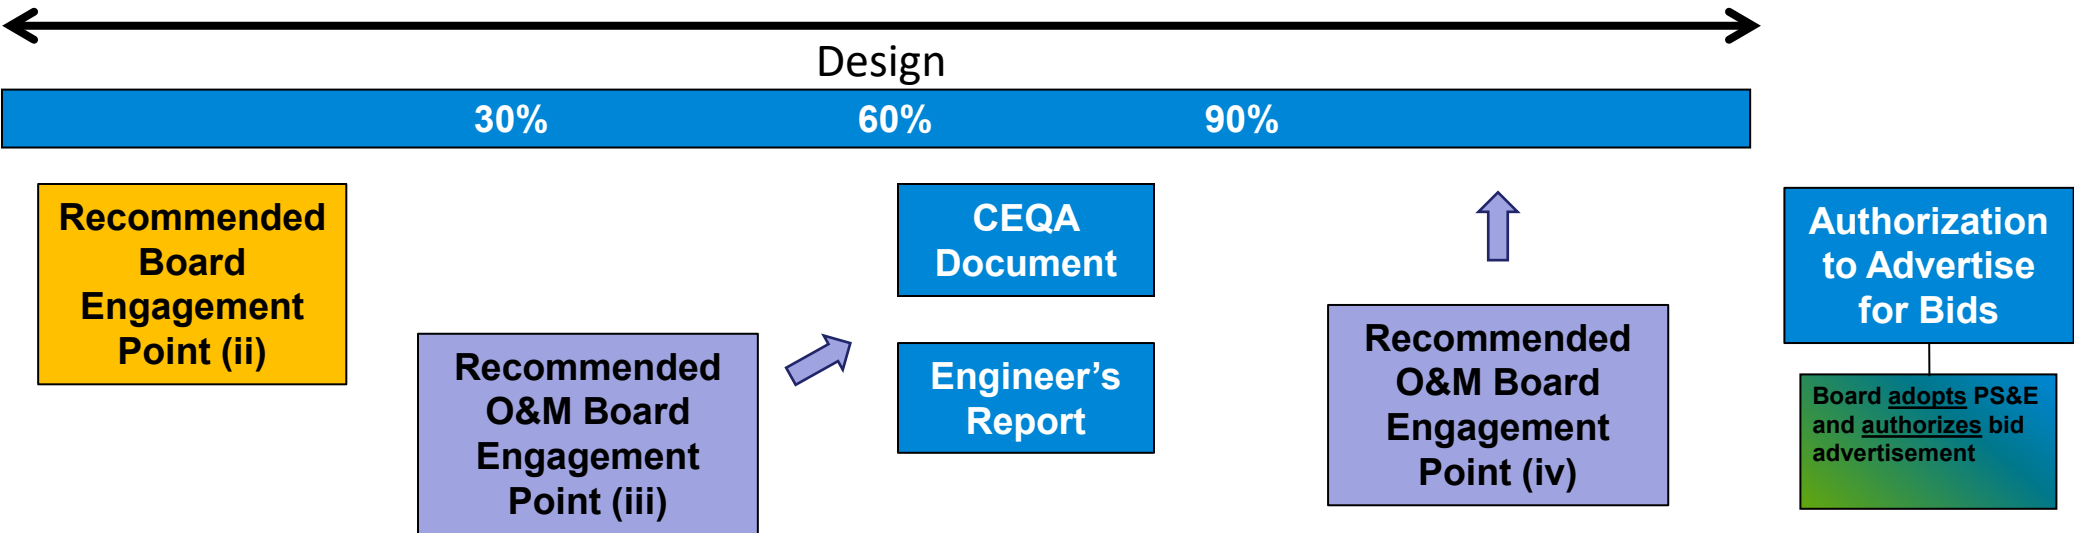 Design
30% 60% 90%
Recommended
Board
Engagement
Point (ii)
Recommended
O&M Board
Engagement
Point (iii)
CEQA
Document
Engineer’s
Report
Recommended
O&M Board
Engagement
Point (iv)
Authorization
to Advertise
for Bids
Board adopts PS&E
and authorizes bid
advertisement